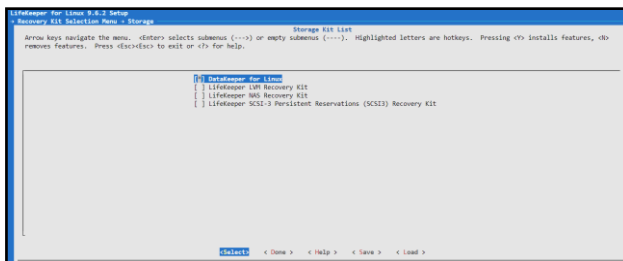 LifeKeeper for Linux 9.6.2 Setup
> Recovery Kit Selection Menu > Storage
Storage Kit List
Arrow keys navigate the menu. <Enter> selects submenus (--->) or empty submenus (----). Highlighted letters are hotkeys. Pressing <Y> installs features, <N>
removes features. Press <Esc><Esc> to exit or <?> for help.
[*] DataKeeper for Linux
[ ] LifeKeeper LVM Recovery Kit
[ ] LifeKeeper NAS Recovery Kit
[ ] LifeKeeper SCSI-3 Persistent Reservations (SCSI3) Recovery Kit
<Select> < Done > < Help > < Save > < Load >